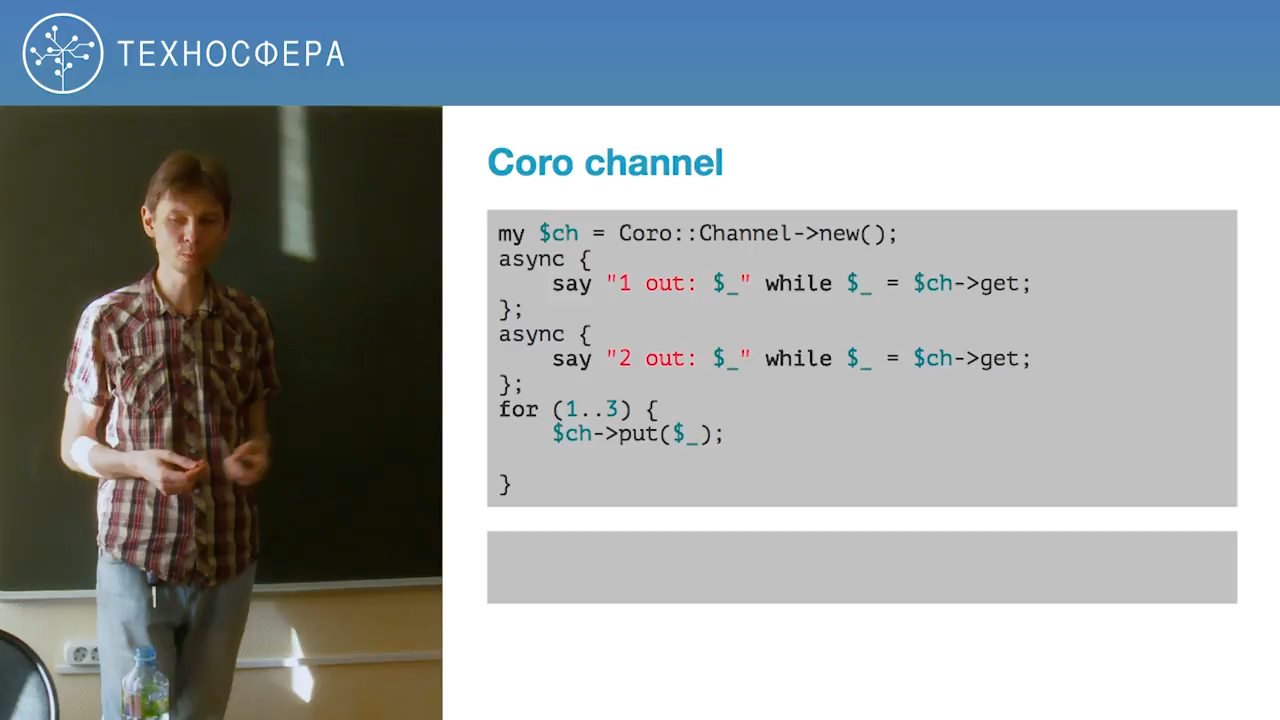 ТЕХНОСФЕРА
Coro channel
my $ch = Coro::Channel->new();
async {
    say "1 out: $_" while $_ = $ch->get;
};
async {
    say "2 out: $_" while $_ = $ch->get;
};
for (1..3) {
    $ch->put($_);
}